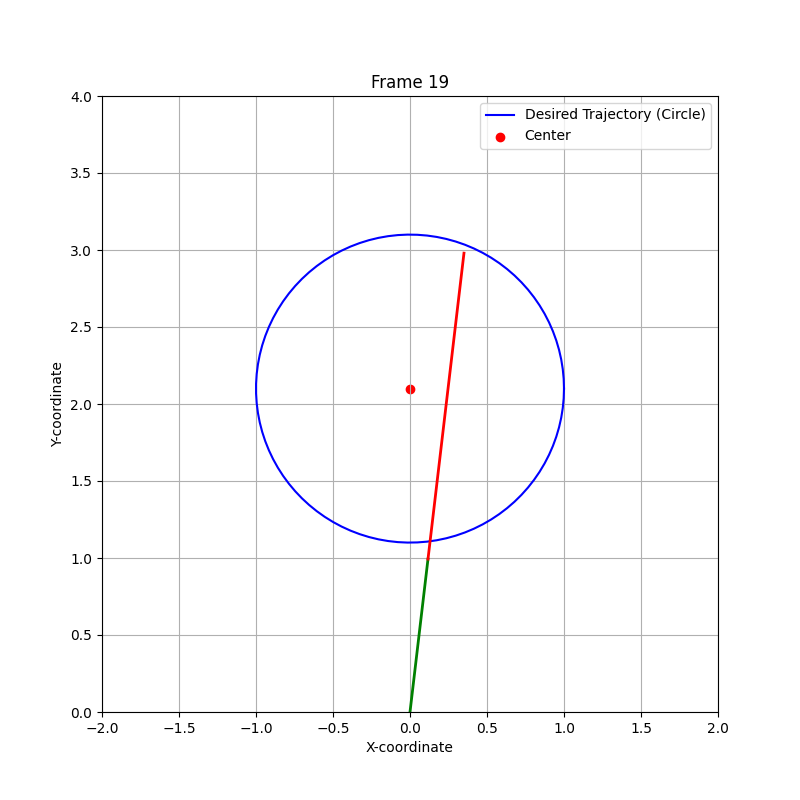 Frame 19
Desired Trajectory (Circle)
Center
4.0
3.5
3.0
2.5
2.0
1.5
1.0
0.5
0.0
Y-coordinate
−2.0 −1.5 −1.0 −0.5 0.0 0.5 1.0 1.5 2.0
X-coordinate